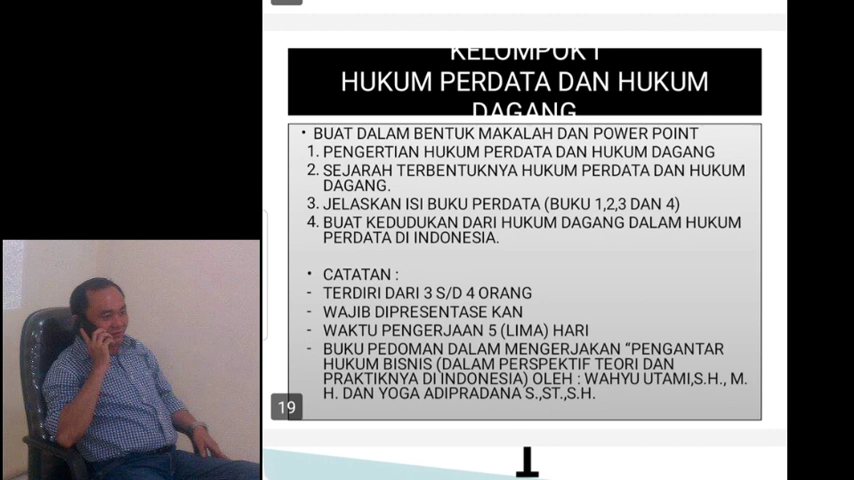 KELOMPOK I
HUKUM PERDATA DAN HUKUM
DAGANG
• BUAT DALAM BENTUK MAKALAH DAN POWER POINT
1. PENGERTIAN HUKUM PERDATA DAN HUKUM DAGANG
2. SEJARAH TERBENTUKNYA HUKUM PERDATA DAN HUKUM
DAGANG.
3. JELASKAN ISI BUKU PERDATA (BUKU 1,2,3 DAN 4)
4. BUAT KEDUDUKAN DARI HUKUM DAGANG DALAM HUKUM
PERDATA DI INDONESIA.
• CATATAN :
- TERDIRI DARI 3 S/D 4 ORANG
- WAJIB DIPRESENTASE KAN
- WAKTU PENGERJAAN 5 (LIMA) HARI
- BUKU PEDOMAN DALAM MENGERJAKAN “PENGANTAR
HUKUM BISNIS (DALAM PERSPEKTIF TEORI DAN
PRAKTIKNYA DI INDONESIA) OLEH : WAHYU UTAMI,S.H., M.
H. DAN YOGA ADIPRADANA S.,ST.,S.H.
19